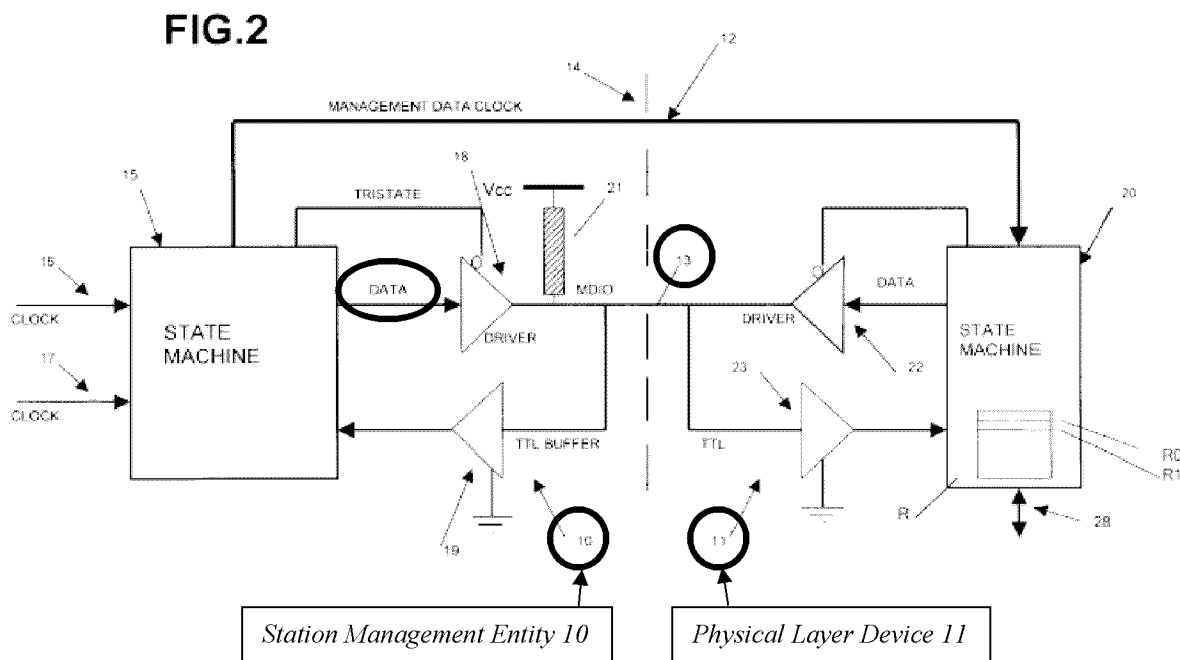 FIG.2
12
14
MANAGEMENT DATA CLOCK
15
18
Vcc
21
TRISTATE
20
16
DATA
13
MDIO
DATA
CLOCK
DRIVER
DRIVER
STATE
MACHINE
STATE
MACHINE
17
23
22
CLOCK
TTL BUFFER
TTL
R0
R1
R
19
10
11
28
Station Management Entity 10
Physical Layer Device 11